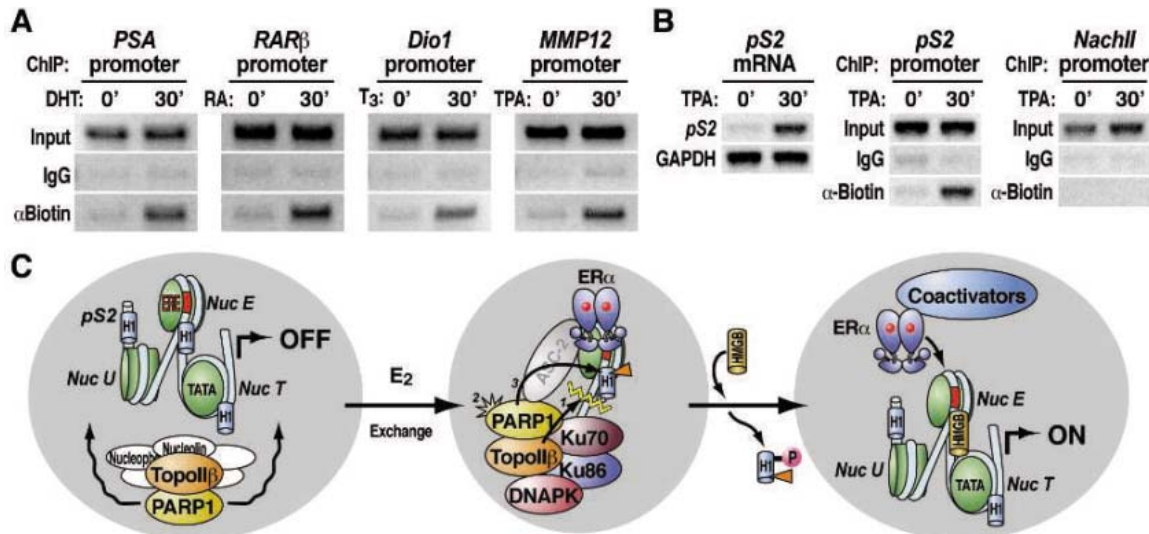 A
PSA RARβ Dio1 MMP12
ChIP: promoter promoter promoter promoter
DHT: 0' 30' RA: 0' 30' T3: 0' 30' TPA: 0' 30'
Input
IgG
αBiotin
B
pS2 pS2 NachII
mRNA ChIP: promoter ChIP: promoter
TPA: 0' 30' TPA: 0' 30' TPA: 0' 30'
pS2 Input Input
GAPDH IgG IgG
α-Biotin α-Biotin
C
ERE
Nuc E
pS2
H1
H1
OFF
Nuc U
TATA
Nuc T
H1
Nucleolin
Nucleoph
TopoIIβ
PARP1
E2
Exchange
ERα
ASC-2
H1
3
2
1
PARP1
Ku70
TopoIIβ
Ku86
DNAPK
HMGB
H1 P
Coactivators
ERα
Nuc E
H1
HMGB
ON
Nuc U
TATA
Nuc T
H1